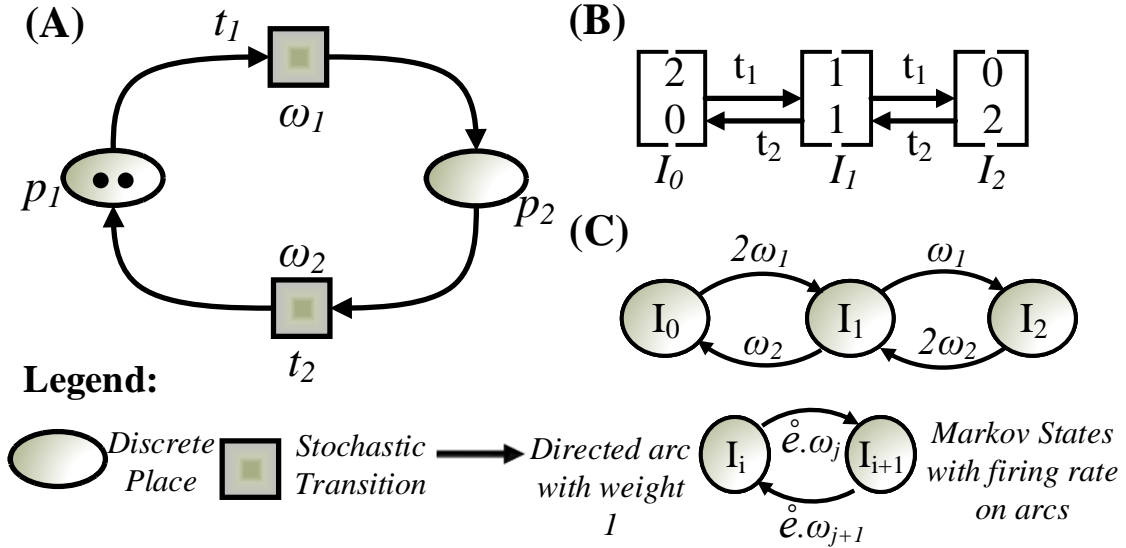 (A)
t1
ω1
p1
p2
ω2
t2
(B)
2 t1 1 t1 0
0 t2 1 t2 2
I0 I1 I2
(C)
2ω1 ω1
I0 I1 I2
ω2 2ω2
Legend:
Discrete
Place
Stochastic
Transition
Directed arc
with weight
1
Ii e̊.ωj Ii+1
e̊.ωj+1
Markov States
with firing rate
on arcs